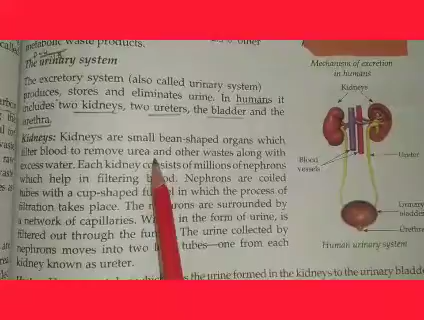 metabolic waste products.
other
The urinary system
The excretory system (also called urinary system)
produces, stores and eliminates urine. In humans it
includes two kidneys, two ureters, the bladder and the
urethra.
Kidneys: Kidneys are small bean-shaped organs which
filter blood to remove urea and other wastes along with
excess water. Each kidney consists of millions of nephrons
which help in filtering blood. Nephrons are coiled
tubes with a cup-shaped funnel in which the process of
filtration takes place. The nephrons are surrounded by
a network of capillaries. in the form of urine, is
filtered out through the The urine collected by
nephrons moves into two tubes—one from each
kidney known as ureter.
is the urine formed in the kidneys to the urinary bladde
Mechanism of excretion
in humans
Kidneys
Blood
vessels
Ureter
Urinary
bladder
Urethra
Human urinary system